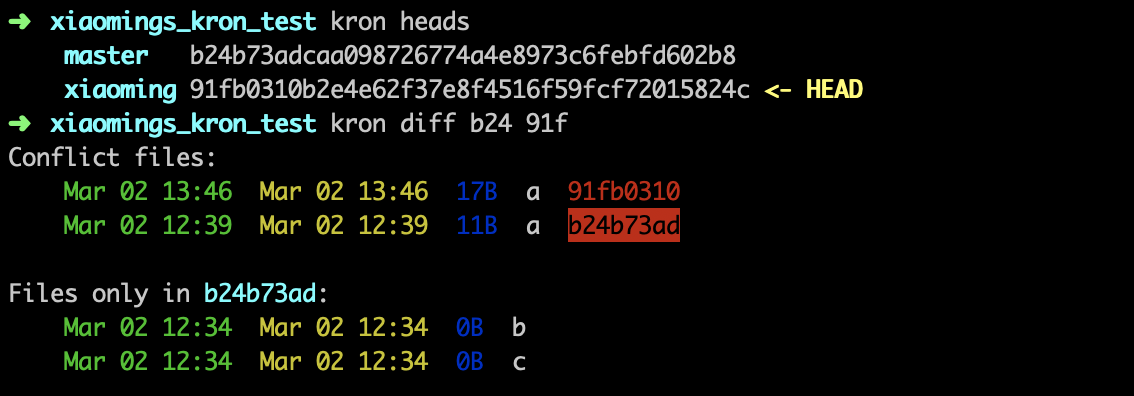 ➜ xiaomings_kron_test kron heads
master b24b73adcaa098726774a4e8973c6febfd602b8
xiaoming 91fb0310b2e4e62f37e8f4516f59fcf72015824c <- HEAD
➜ xiaomings_kron_test kron diff b24 91f
Conflict files:
Mar 02 13:46 Mar 02 13:46 17B a 91fb0310
Mar 02 12:39 Mar 02 12:39 11B a b24b73ad
Files only in b24b73ad:
Mar 02 12:34 Mar 02 12:34 0B b
Mar 02 12:34 Mar 02 12:34 0B c